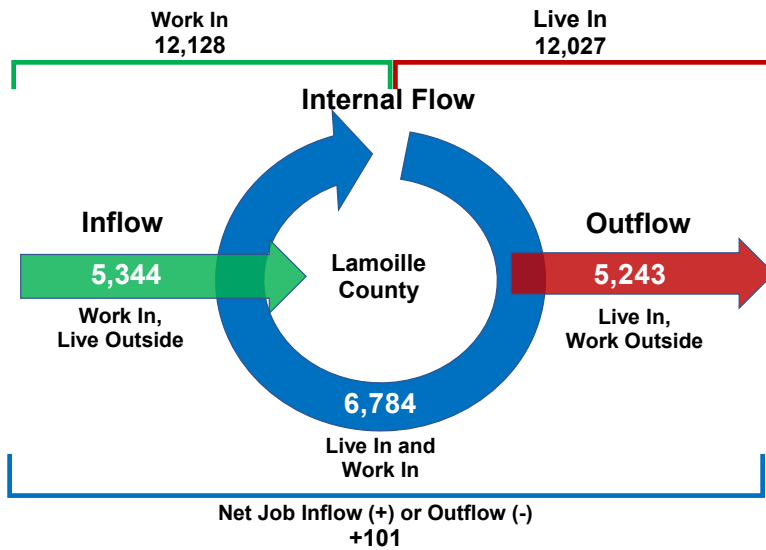 Work In
12,128
Live In
12,027
Internal Flow
Inflow
5,344
Work In,
Live Outside
Lamoille
County
Outflow
5,243
Live In,
Work Outside
6,784
Live In and
Work In
Net Job Inflow (+) or Outflow (-)
+101